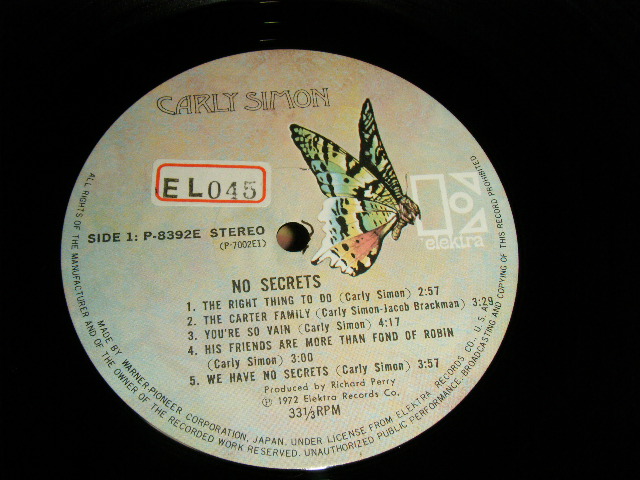 CARLY SIMON
EL045
elektra
SIDE 1: P-8392E STEREO
(P-7002E1)
NO SECRETS
1. THE RIGHT THING TO DO (Carly Simon) 2:57
2. THE CARTER FAMILY (Carly Simon-Jacob Brackman) 3:29
3. YOU'RE SO VAIN (Carly Simon) 4:17
4. HIS FRIENDS ARE MORE THAN FOND OF ROBIN
(Carly Simon) 3:00
5. WE HAVE NO SECRETS (Carly Simon) 3:57
Produced by Richard Perry
Ⓟ 1972 Elektra Records Co.
33⅓RPM
ALL RIGHTS OF THE MANUFACTURER AND OF THE OWNER OF THE RECORDED WORK RESERVED. UNAUTHORIZED PUBLIC PERFORMANCE, BROADCASTING AND COPYING OF THIS RECORD PROHIBITED
MADE BY WARNER-PIONEER CORPORATION, JAPAN. UNDER LICENSE FROM ELEKTRA RECORDS CO., U.S.A.